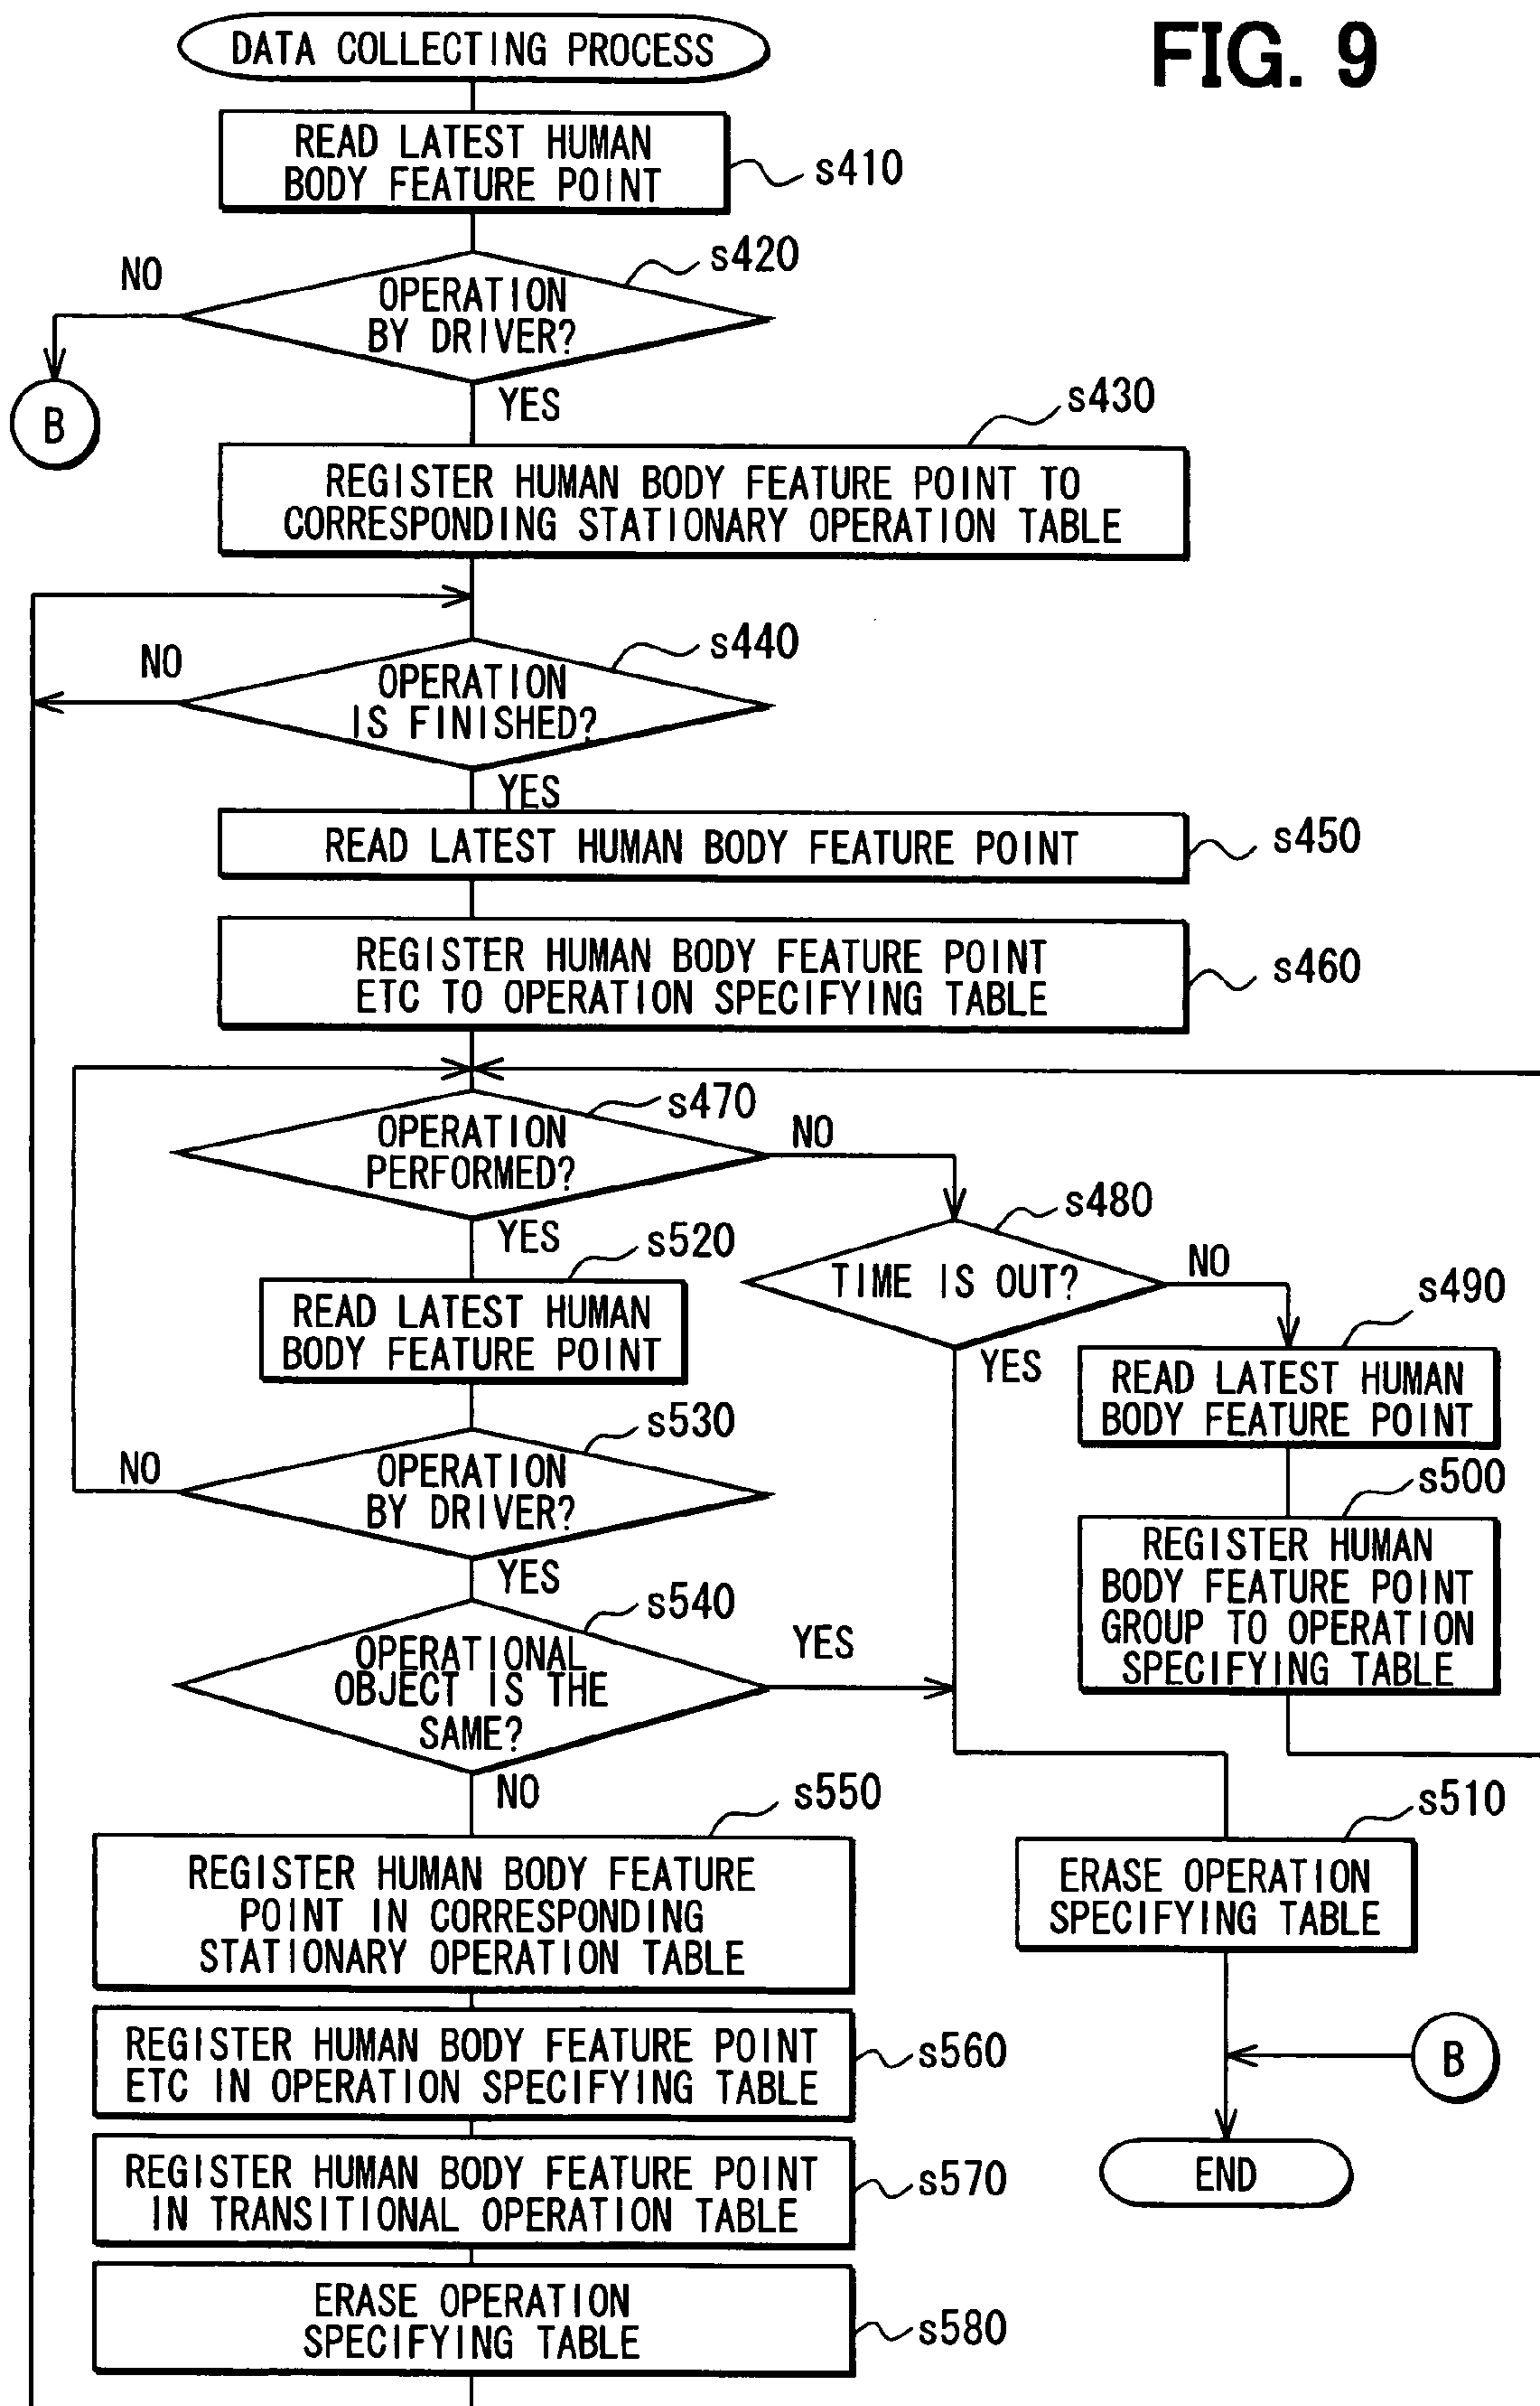 FIG. 9
DATA COLLECTING PROCESS
READ LATEST HUMAN
BODY FEATURE POINT
s410
NO
OPERATION
BY DRIVER?
s420
B
YES
s430
REGISTER HUMAN BODY FEATURE POINT TO
CORRESPONDING STATIONARY OPERATION TABLE
NO
OPERATION
IS FINISHED?
s440
YES
READ LATEST HUMAN BODY FEATURE POINT
s450
REGISTER HUMAN BODY FEATURE POINT
ETC TO OPERATION SPECIFYING TABLE
s460
OPERATION
PERFORMED?
s470
NO
YES
s480
TIME IS OUT?
NO
YES
s490
READ LATEST HUMAN
BODY FEATURE POINT
s500
REGISTER HUMAN
BODY FEATURE POINT
GROUP TO OPERATION
SPECIFYING TABLE
s520
READ LATEST HUMAN
BODY FEATURE POINT
s530
NO
OPERATION
BY DRIVER?
YES
s540
OPERATIONAL
OBJECT IS THE
SAME?
YES
NO
s510
ERASE OPERATION
SPECIFYING TABLE
B
END
s550
REGISTER HUMAN BODY FEATURE
POINT IN CORRESPONDING
STATIONARY OPERATION TABLE
REGISTER HUMAN BODY FEATURE POINT
ETC IN OPERATION SPECIFYING TABLE
s560
REGISTER HUMAN BODY FEATURE POINT
IN TRANSITIONAL OPERATION TABLE
s570
ERASE OPERATION
SPECIFYING TABLE
s580